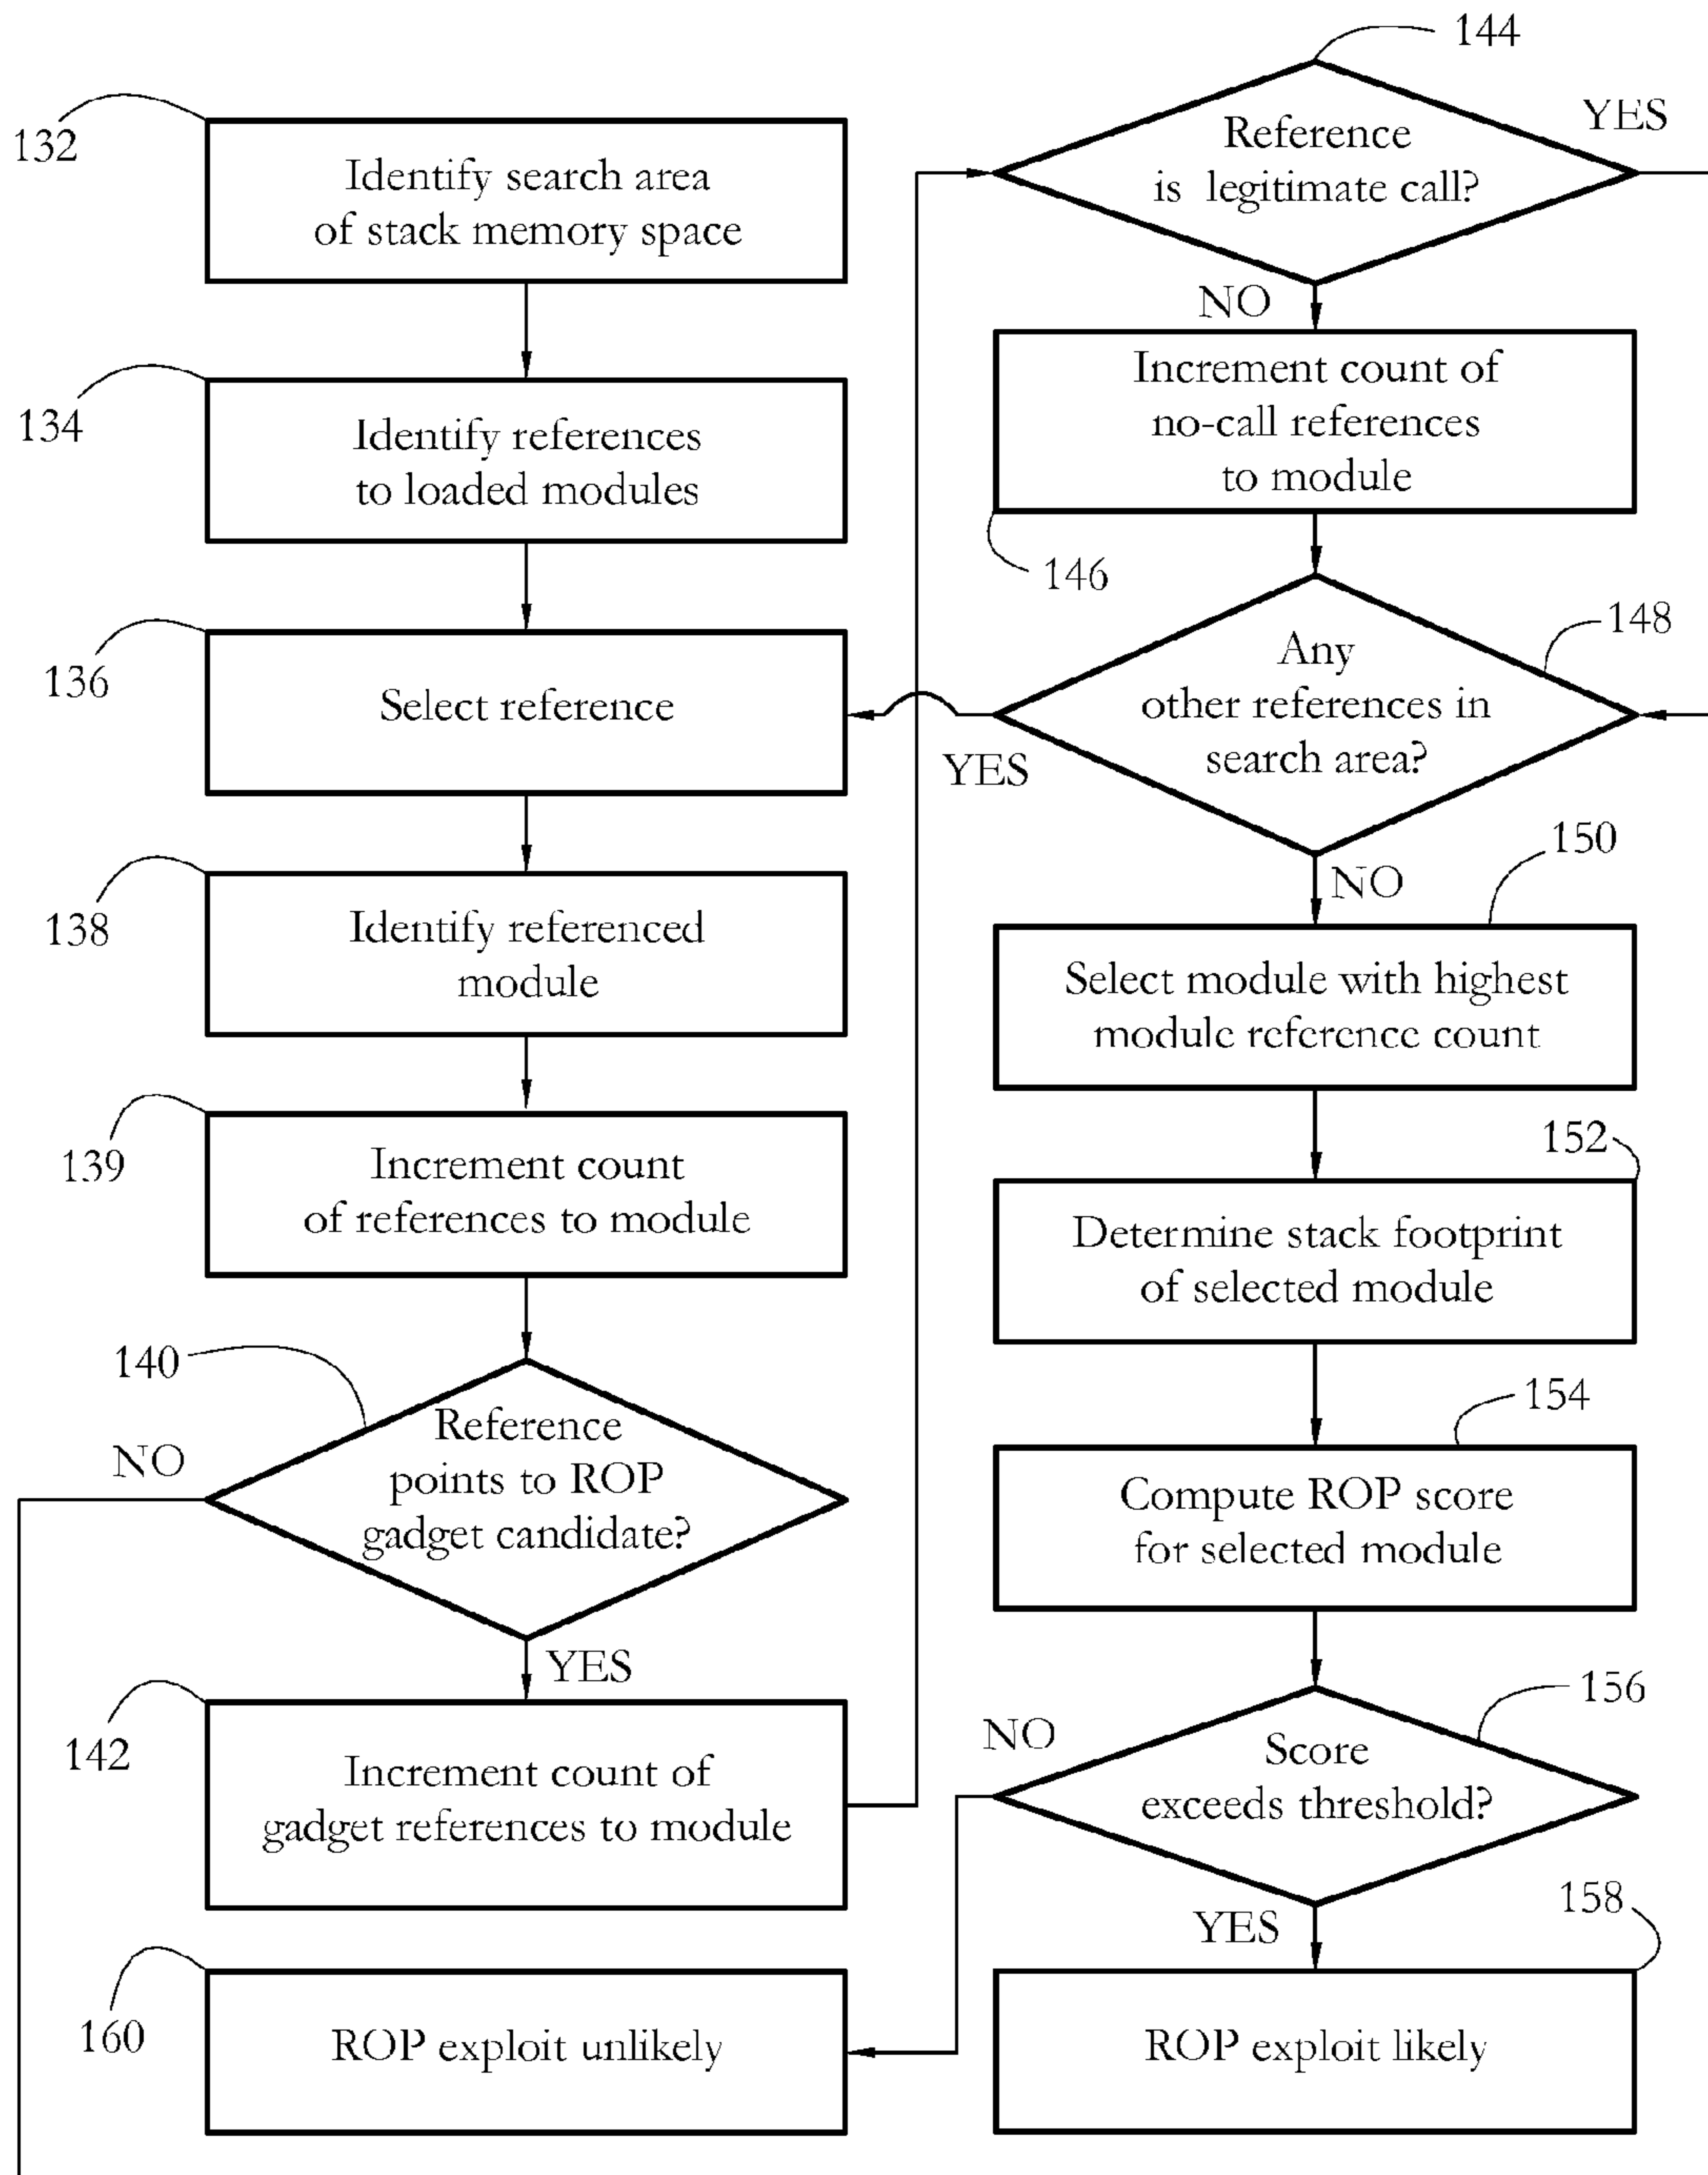 132
Identify search area
of stack memory space
134
Identify references
to loaded modules
136
Select reference
138
Identify referenced
module
139
Increment count
of references to module
140
Reference
points to ROP
gadget candidate?
NO
YES
142
Increment count of
gadget references to module
160
ROP exploit unlikely
144
Reference
is legitimate call?
YES
NO
Increment count of
no-call references
to module
146
148
Any
other references in
search area?
YES
NO
150
Select module with highest
module reference count
152
Determine stack footprint
of selected module
154
Compute ROP score
for selected module
156
Score
exceeds threshold?
NO
YES
158
ROP exploit likely